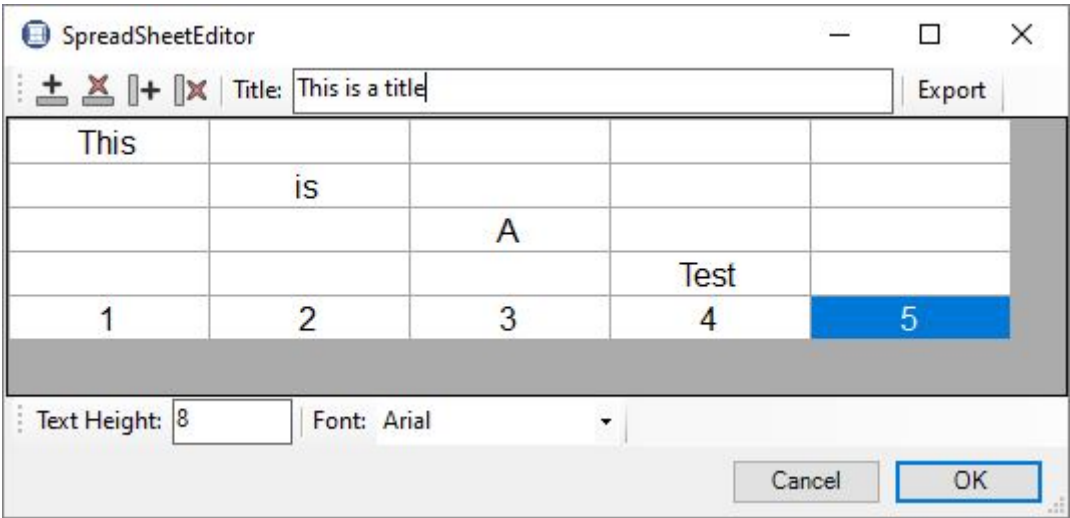 SpreadSheetEditor
Title: This is a title Export
This
is
A
Test
1 2 3 4 5
Text Height: 8 Font: Arial
Cancel OK